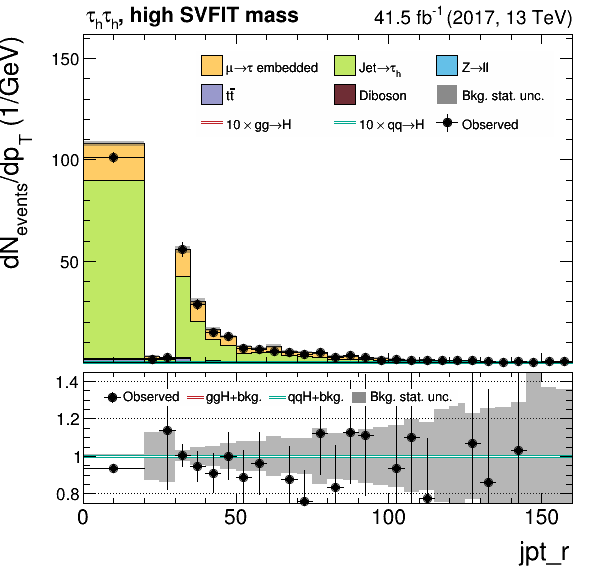 τhτh, high SVFIT mass
41.5 fb-1 (2017, 13 TeV)
dNevents/dpT (1/GeV)
150
100
50
μ→τ embedded
Jet→τh
Z→ll
tt̄
Diboson
Bkg. stat. unc.
10 × gg→H
10 × qq→H
Observed
1.4
1.2
1
0.8
Observed
ggH+bkg.
qqH+bkg.
Bkg. stat. unc.
0
50
100
150
jpt_r